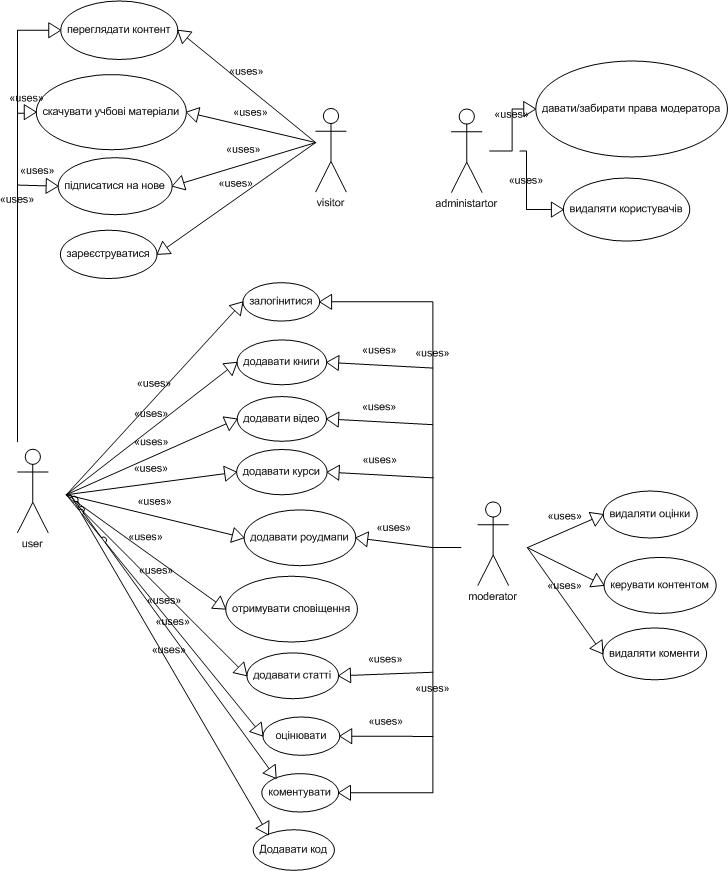 переглядати контент
«uses»
скачувати учбові матеріали
«uses»
«uses»
підписатися на нове
«uses»
«uses»
«uses»
«uses»
зареєструватися
visitor
давати/забирати права модератора
«uses»
«uses»
видаляти користувачів
administartor
залогінитися
«uses»
додавати книги
«uses»
«uses»
«uses»
додавати відео
«uses»
«uses»
додавати курси
«uses»
«uses»
user
«uses»
додавати роудмапи
«uses»
«uses»
отримувати сповіщення
«uses»
додавати статті
«uses»
«uses»
«uses»
оцінювати
«uses»
«uses»
коментувати
Додавати код
moderator
«uses»
видаляти оцінки
керувати контентом
«uses»
видаляти коменти